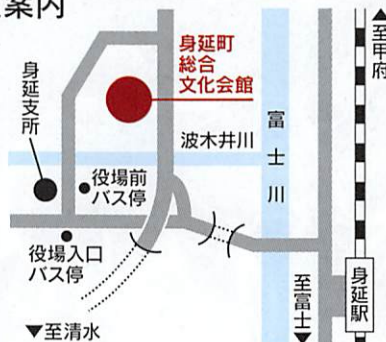 案内
▲至甲府
身延町
総合
文化会館
身延支所
波木井川
富士川
役場前
バス停
役場入口
バス停
身延駅
至富士▼
▼至清水